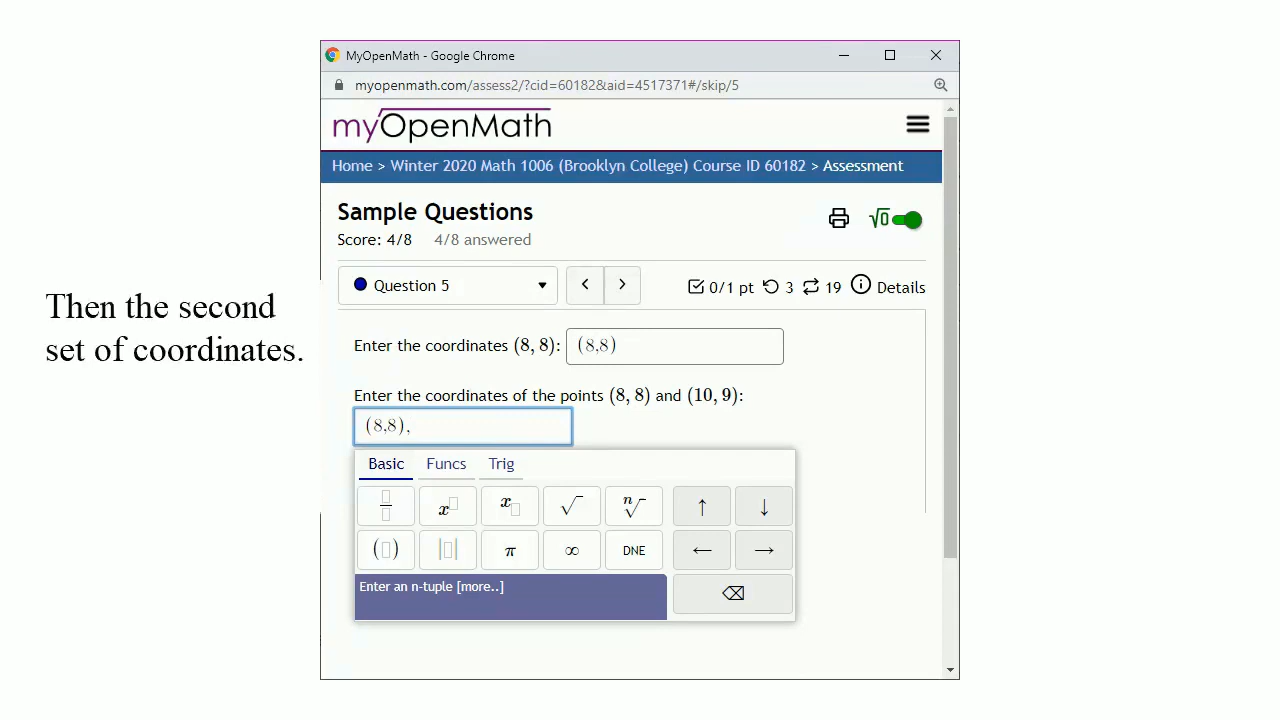 MyOpenMath - Google Chrome
myopenmath.com/assess2/?cid=60182&aid=4517371#/skip/5
myOpenMath
Home > Winter 2020 Math 1006 (Brooklyn College) Course ID 60182 > Assessment
Sample Questions
√0
Score: 4/8 4/8 answered
Question 5 < > 0/1 pt 3 19 Details
Then the second
set of coordinates.
Enter the coordinates (8, 8): (8,8)
Enter the coordinates of the points (8, 8) and (10, 9):
(8,8),
Basic Funcs Trig
x□ x□ √ n√ ↑ ↓
(□) |□| π ∞ DNE ← →
Enter an n-tuple [more..]